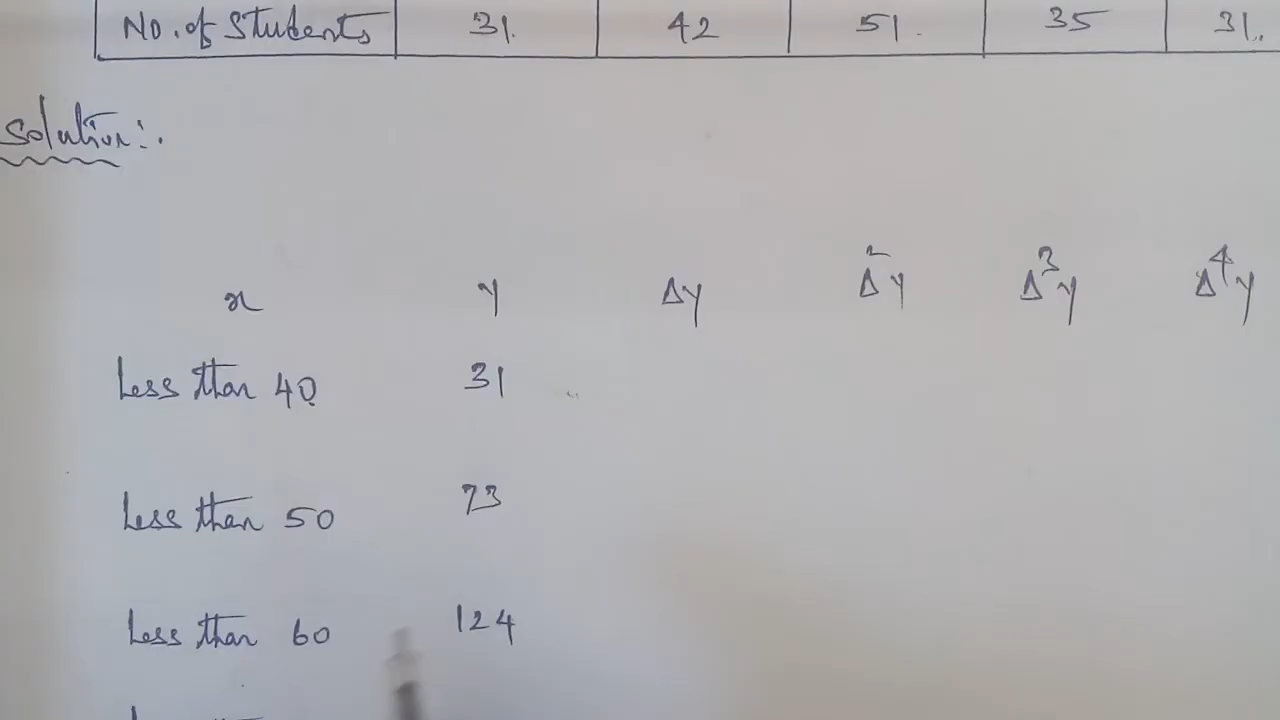 No. of Students 31. 42 51. 35 31..
Solution:.
x y Δy Δ²y Δ³y Δ⁴y
Less than 40 31
Less than 50 73
Less than 60 124